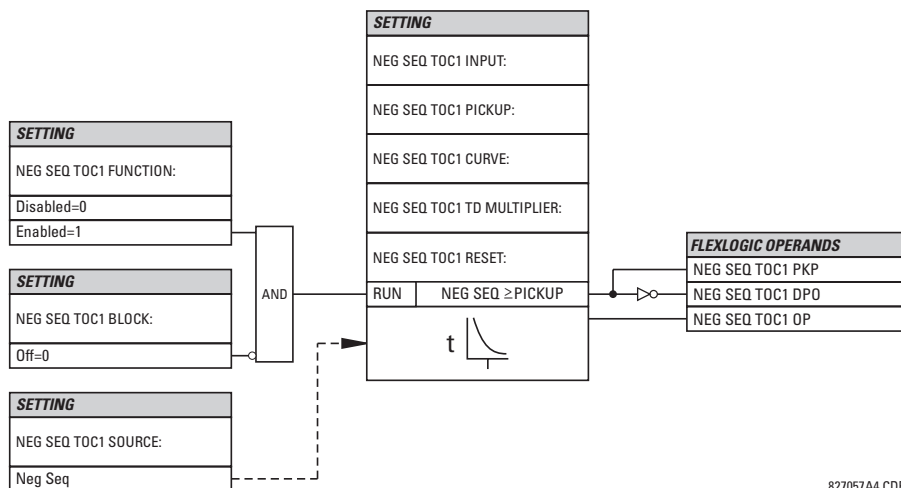 SETTING
NEG SEQ TOC1 FUNCTION:
Disabled=0
Enabled=1
SETTING
NEG SEQ TOC1 BLOCK:
Off=0
SETTING
NEG SEQ TOC1 SOURCE:
Neg Seq
AND
SETTING
NEG SEQ TOC1 INPUT:
NEG SEQ TOC1 PICKUP:
NEG SEQ TOC1 CURVE:
NEG SEQ TOC1 TD MULTIPLIER:
NEG SEQ TOC1 RESET:
RUN NEG SEQ ≥PICKUP
t
FLEXLOGIC OPERANDS
NEG SEQ TOC1 PKP
NEG SEQ TOC1 DPO
NEG SEQ TOC1 OP